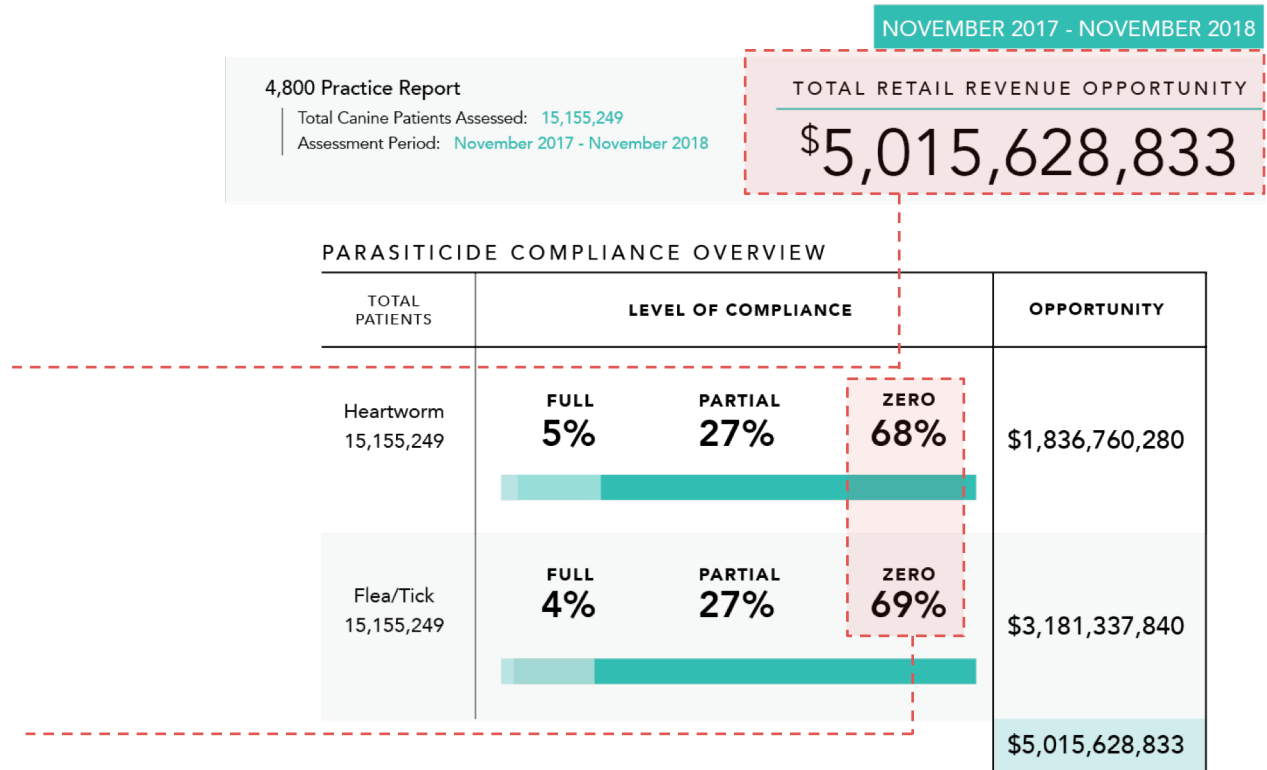 NOVEMBER 2017 - NOVEMBER 2018
4,800 Practice Report
Total Canine Patients Assessed: 15,155,249
Assessment Period: November 2017 - November 2018
TOTAL RETAIL REVENUE OPPORTUNITY
$5,015,628,833
PARASITICIDE COMPLIANCE OVERVIEW
TOTAL
PATIENTS
LEVEL OF COMPLIANCE
OPPORTUNITY
Heartworm
15,155,249
FULL PARTIAL ZERO
5% 27% 68%
$1,836,760,280
Flea/Tick
15,155,249
FULL PARTIAL ZERO
4% 27% 69%
$3,181,337,840
$5,015,628,833